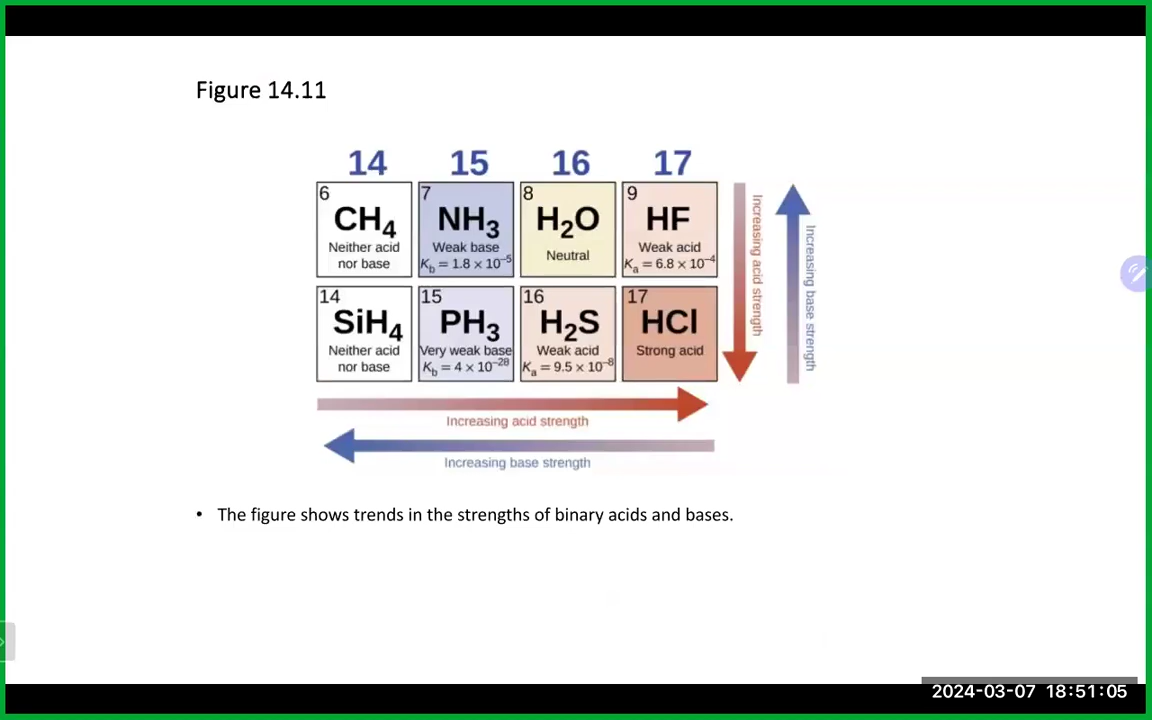 Figure 14.11
14 15 16 17
6 7 8 9
CH₄ NH₃ H₂O HF
Neither acid nor base
Weak base
K_b = 1.8 × 10⁻⁵
Neutral
Weak acid
K_a = 6.8 × 10⁻⁴
14 15 16 17
SiH₄ PH₃ H₂S HCl
Neither acid nor base
Very weak base
K_b = 4 × 10⁻²⁸
Weak acid
K_a = 9.5 × 10⁻⁸
Strong acid
Increasing acid strength
Increasing base strength
Increasing acid strength
Increasing base strength
• The figure shows trends in the strengths of binary acids and bases.
2024-03-07 18:51:05